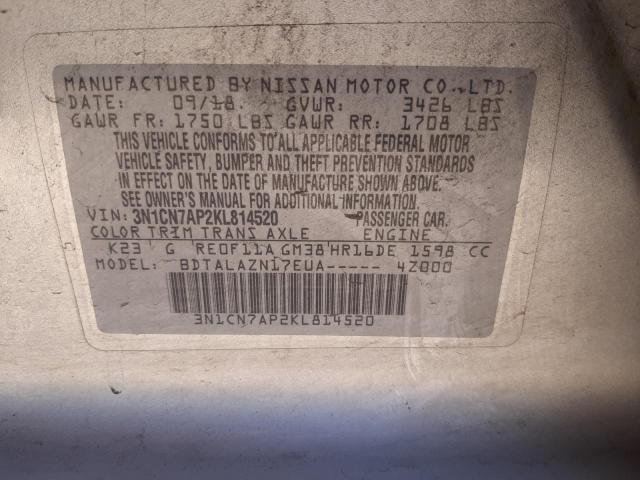 MANUFACTURED BY NISSAN MOTOR CO., LTD.
DATE: 09/18 GVWR: 3426 LBS
GAWR FR: 1750 LBS GAWR RR: 1708 LBS
THIS VEHICLE CONFORMS TO ALL APPLICABLE FEDERAL MOTOR
VEHICLE SAFETY, BUMPER AND THEFT PREVENTION STANDARDS
IN EFFECT ON THE DATE OF MANUFACTURE SHOWN ABOVE.
SEE OWNER'S MANUAL FOR ADDITIONAL INFORMATION.
VIN: 3N1CN7AP2KL814520 PASSENGER CAR.
COLOR TRIM TRANS AXLE ENGINE
K23 G RE0F11A GM38 HR16DE 1598 CC
MODEL: BDTALAZN17EUA----- 4Z000
3N1CN7AP2KL814520